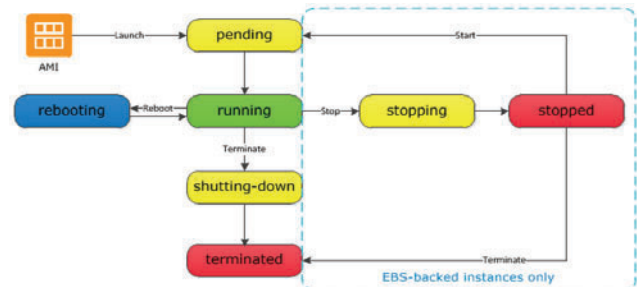 Launch
pending
Start
AMI
rebooting
Reboot
running
Stop
stopping
stopped
Terminate
shutting-down
terminated
Terminate
EBS-backed instances only